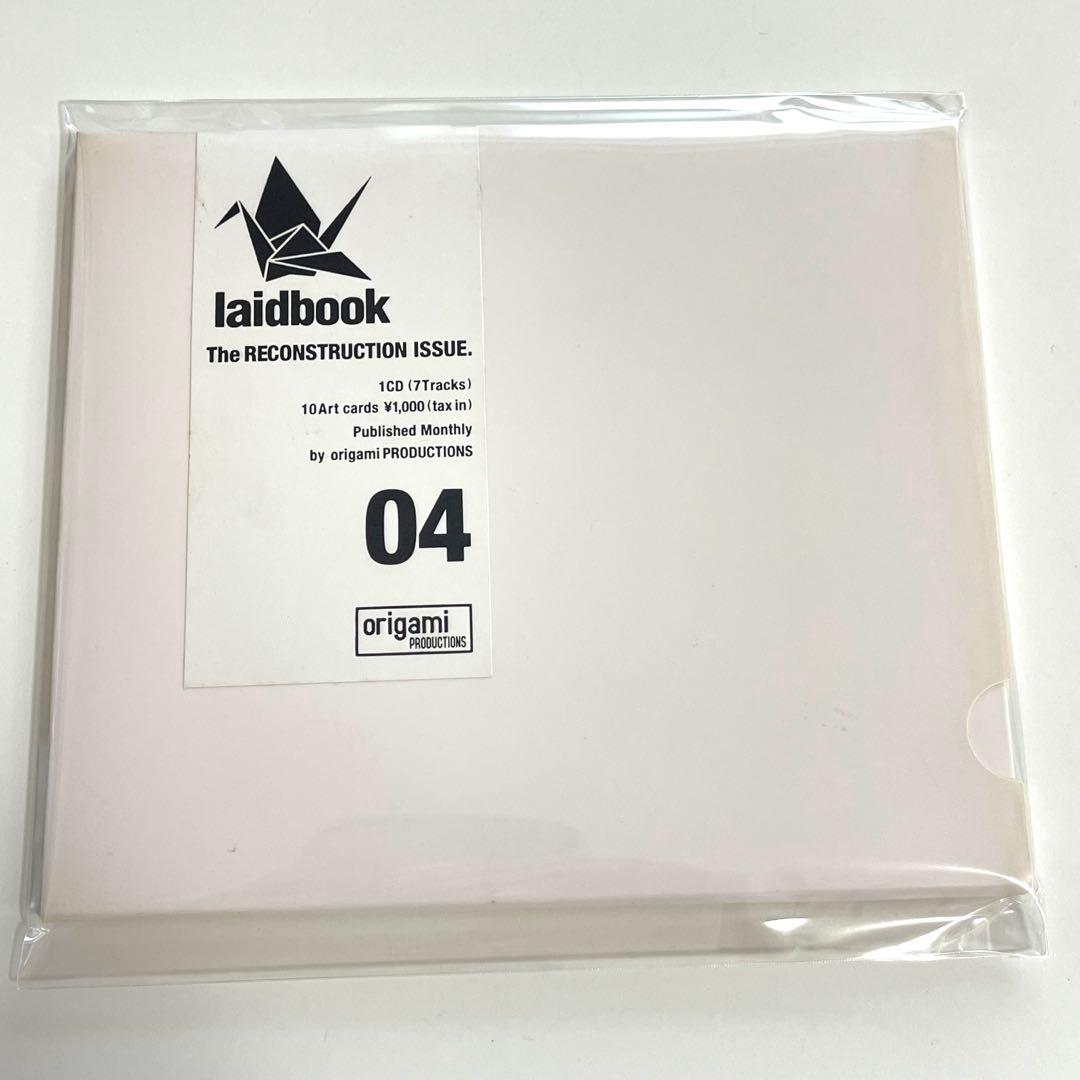 laidbook
The RECONSTRUCTION ISSUE.
1CD (7Tracks)
10Art cards ¥1,000 (tax in)
Published Monthly
by origami PRODUCTIONS
04
origami
PRODUCTIONS